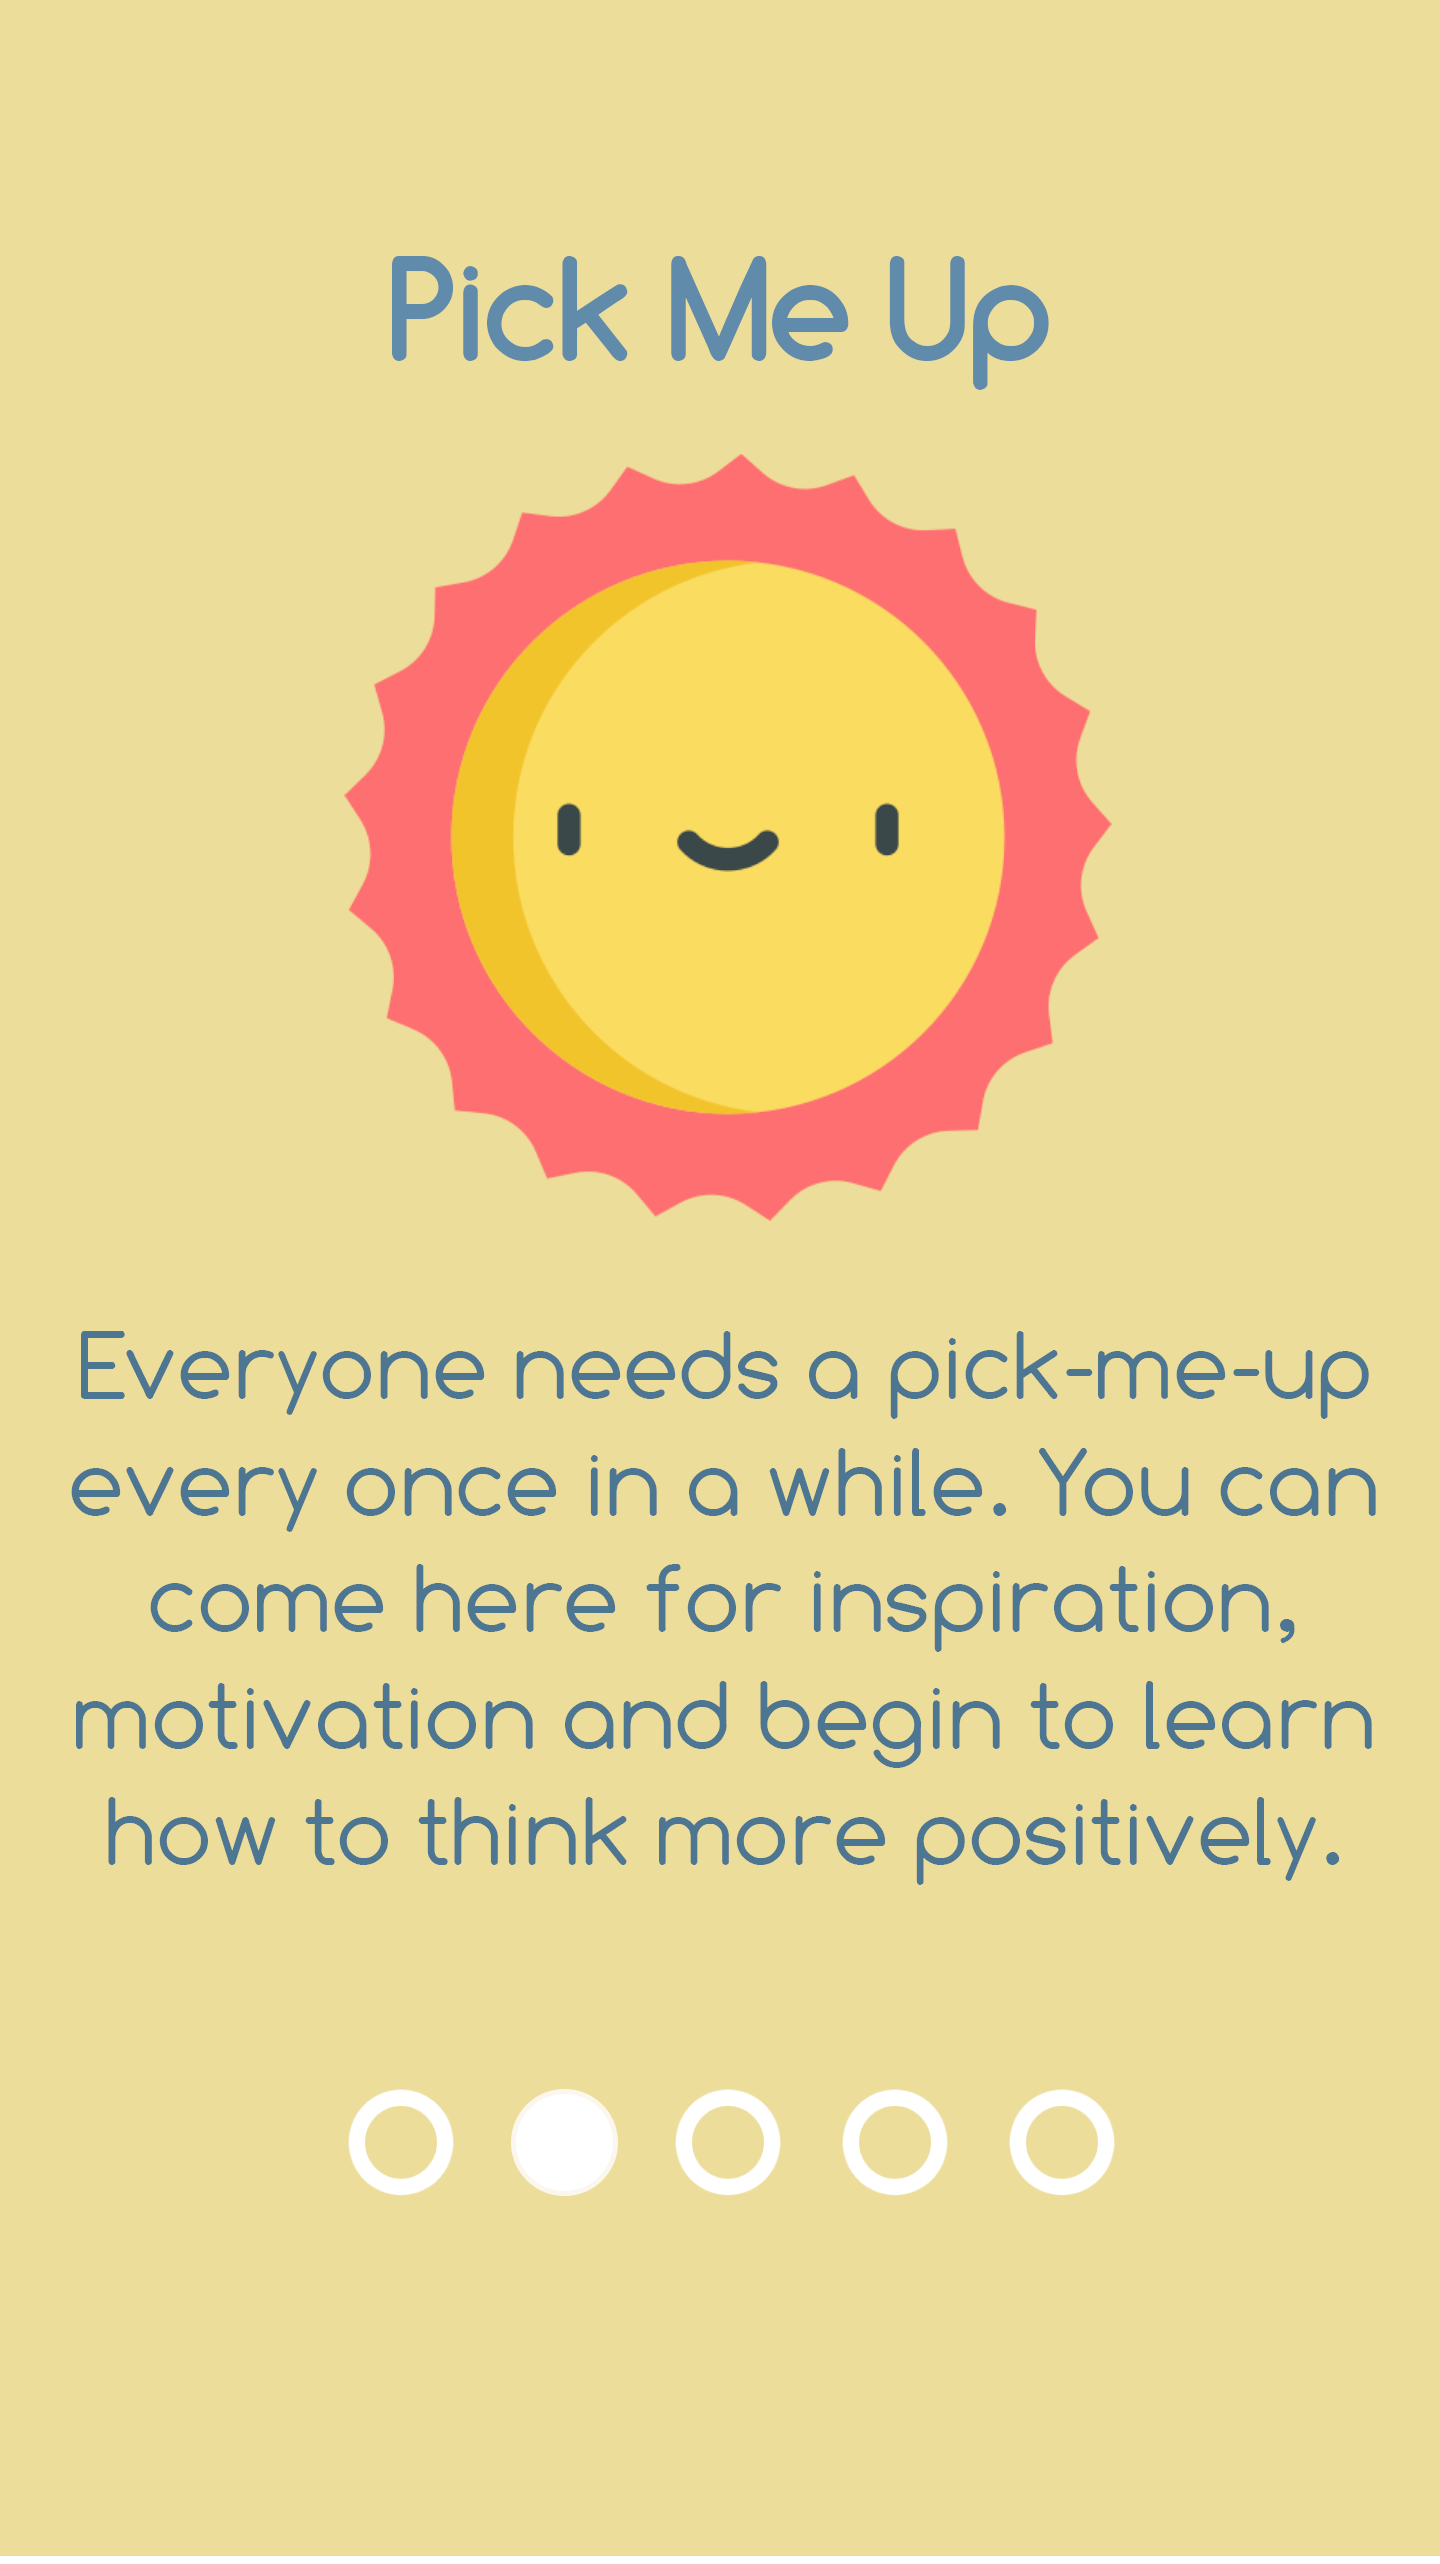 Pick Me Up
Everyone needs a pick-me-up
every once in a while. You can
come here for inspiration,
motivation and begin to learn
how to think more positively.